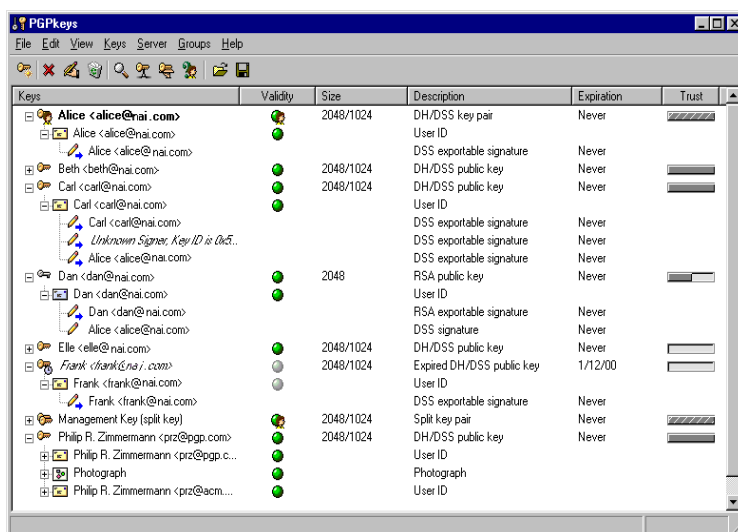 PGPkeys
File Edit View Keys Server Groups Help
Keys Validity Size Description Expiration Trust
Alice <alice@nai.com> 2048/1024 DH/DSS key pair Never
Alice <alice@nai.com> User ID
Alice <alice@nai.com> DSS exportable signature Never
Beth <beth@nai.com> 2048/1024 DH/DSS public key Never
Carl <carl@nai.com> 2048/1024 DH/DSS public key Never
Carl <carl@nai.com> User ID
Carl <carl@nai.com> DSS exportable signature Never
Unknown Signer, Key ID is 0x5... DSS exportable signature Never
Alice <alice@nai.com> DSS exportable signature Never
Dan <dan@nai.com> 2048 RSA public key Never
Dan <dan@nai.com> User ID
Dan <dan@nai.com> RSA exportable signature Never
Alice <alice@nai.com> DSS signature Never
Elle <elle@nai.com> 2048/1024 DH/DSS public key Never
Frank <frank@nai.com> 2048/1024 Expired DH/DSS public key 1/12/00
Frank <frank@nai.com> User ID
Frank <frank@nai.com> DSS exportable signature Never
Management Key (split key) 2048/1024 Split key pair Never
Philip R. Zimmermann <prz@pgp.com> 2048/1024 DH/DSS public key Never
Philip R. Zimmermann <prz@pgp.c... User ID
Photograph Photograph
Philip R. Zimmermann <prz@acm.... User ID